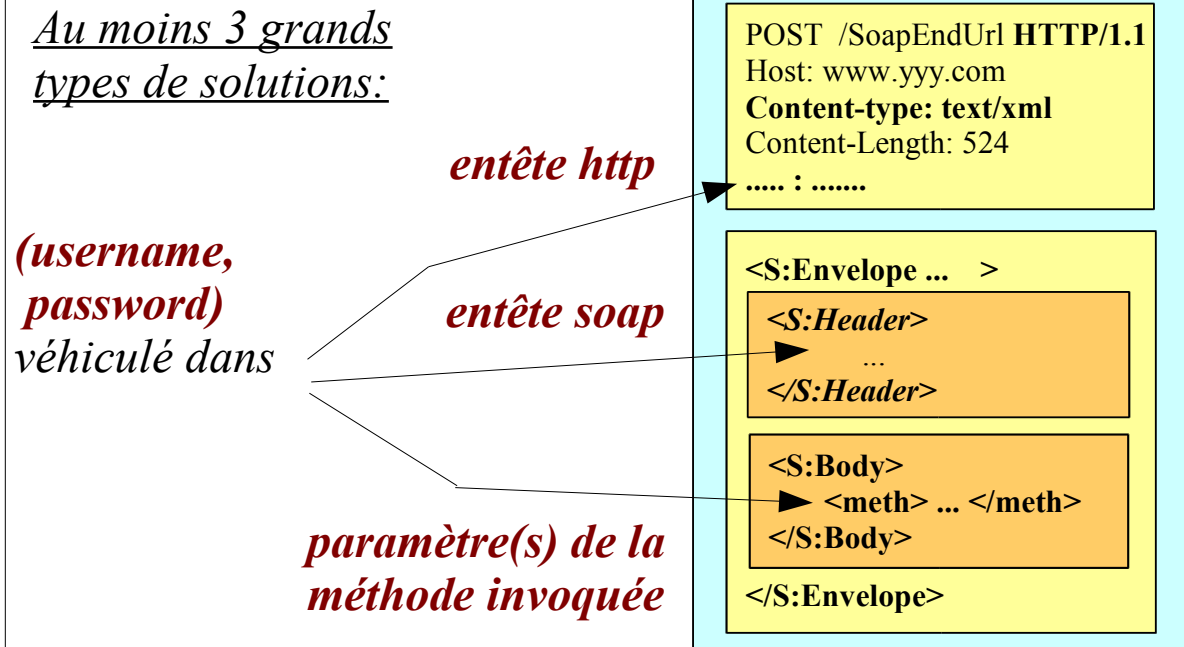 Au moins 3 grands
types de solutions:
entête http
(username,
password)
véhiculé dans
entête soap
paramètre(s) de la
méthode invoquée
POST /SoapEndUrl HTTP/1.1
Host: www.yyy.com
Content-type: text/xml
Content-Length: 524
..... : .......
<S:Envelope ... >
<S:Header>
...
</S:Header>
<S:Body>
<meth> ... </meth>
</S:Body>
</S:Envelope>